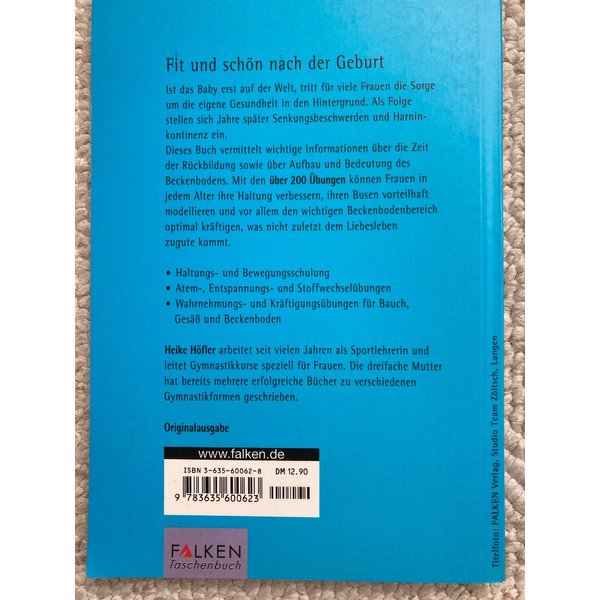 Fit und schön nach der Geburt
Ist das Baby erst auf der Welt, tritt für viele Frauen die Sorge
um die eigene Gesundheit in den Hintergrund. Als Folge
stellen sich Jahre später Senkungsbeschwerden und Harnin-
kontinenz ein.
Dieses Buch vermittelt wichtige Informationen über die Zeit
der Rückbildung sowie über Aufbau und Bedeutung des
Beckenbodens. Mit den über 200 Übungen können Frauen in
jedem Alter ihre Haltung verbessern, ihren Busen vorteilhaft
modellieren und vor allem den wichtigen Beckenbodenbereich
optimal kräftigen, was nicht zuletzt dem Liebesleben
zugute kommt.
• Haltungs- und Bewegungsschulung
• Atem-, Entspannungs- und Stoffwechselübungen
• Wahrnehmungs- und Kräftigungsübungen für Bauch,
Gesäß und Beckenboden
Heike Höfler arbeitet seit vielen Jahren als Sportlehrerin und
leitet Gymnastikkurse speziell für Frauen. Die dreifache Mutter
hat bereits mehrere erfolgreiche Bücher zu verschiedenen
Gymnastikformen geschrieben.
Originalausgabe
www.falken.de
ISBN 3-635-60062-8 DM 12.90
9 783635 600623
FALKEN
Taschenbuch
Titelfoto: FALKEN Verlag, Studio Team Zöltsch, Langen